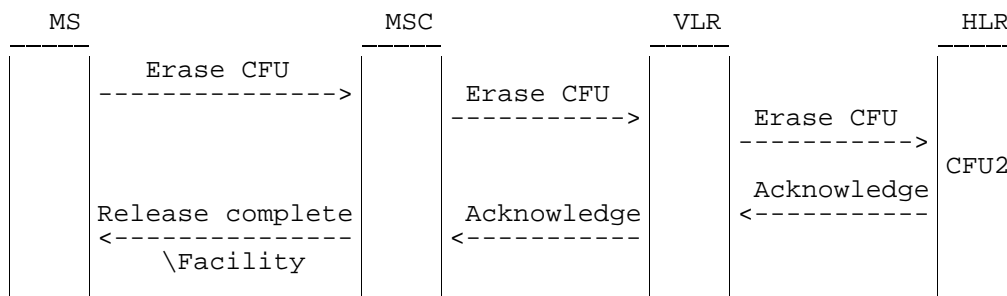 MS MSC VLR HLR
Erase CFU
Erase CFU
Erase CFU
CFU2
Acknowledge
Release complete Acknowledge
\Facility